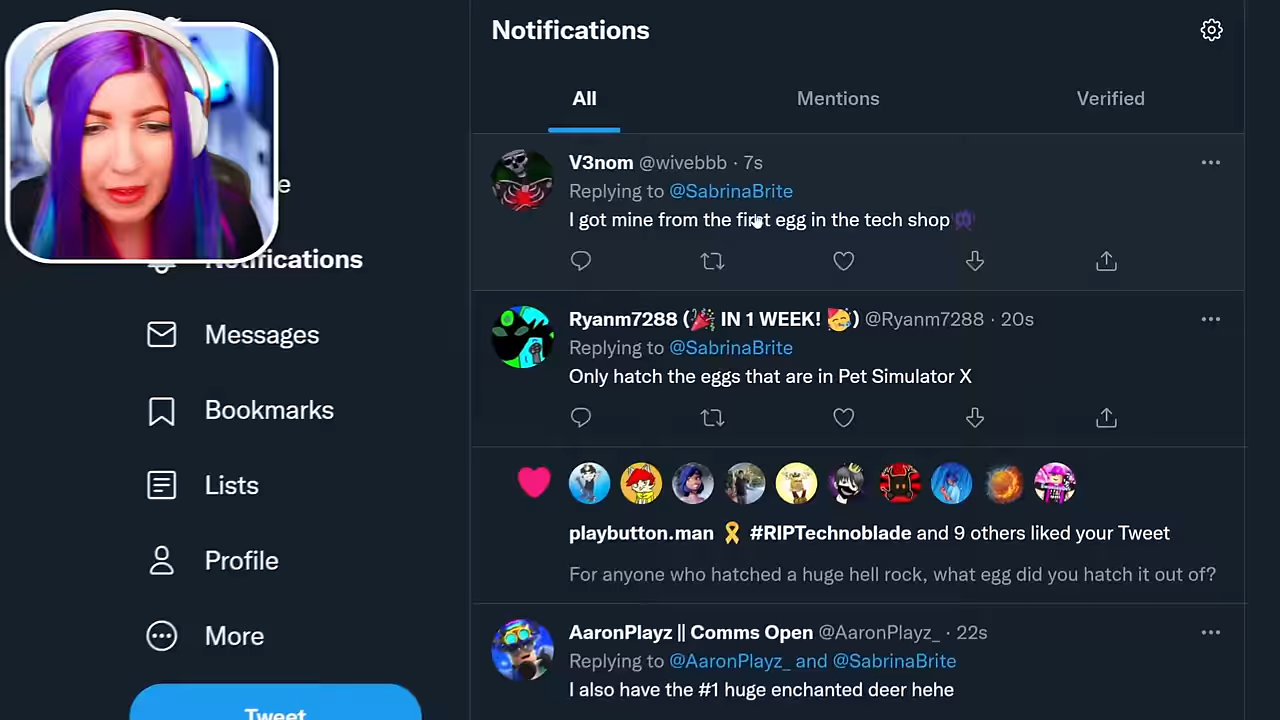 Notifications
All
Mentions
Verified
V3nom @wivebbb · 7s
Replying to @SabrinaBrite
I got mine from the first egg in the tech shop👾
Ryanm7288 (🎉 IN 1 WEEK! 🥳) @Ryanm7288 · 20s
Replying to @SabrinaBrite
Only hatch the eggs that are in Pet Simulator X
playbutton.man 🎗️ #RIPTechnoblade and 9 others liked your Tweet
For anyone who hatched a huge hell rock, what egg did you hatch it out of?
AaronPlayz || Comms Open @AaronPlayz_ · 22s
Replying to @AaronPlayz_ and @SabrinaBrite
I also have the #1 huge enchanted deer hehe
e
Notifications
Messages
Bookmarks
Lists
Profile
More
Tweet